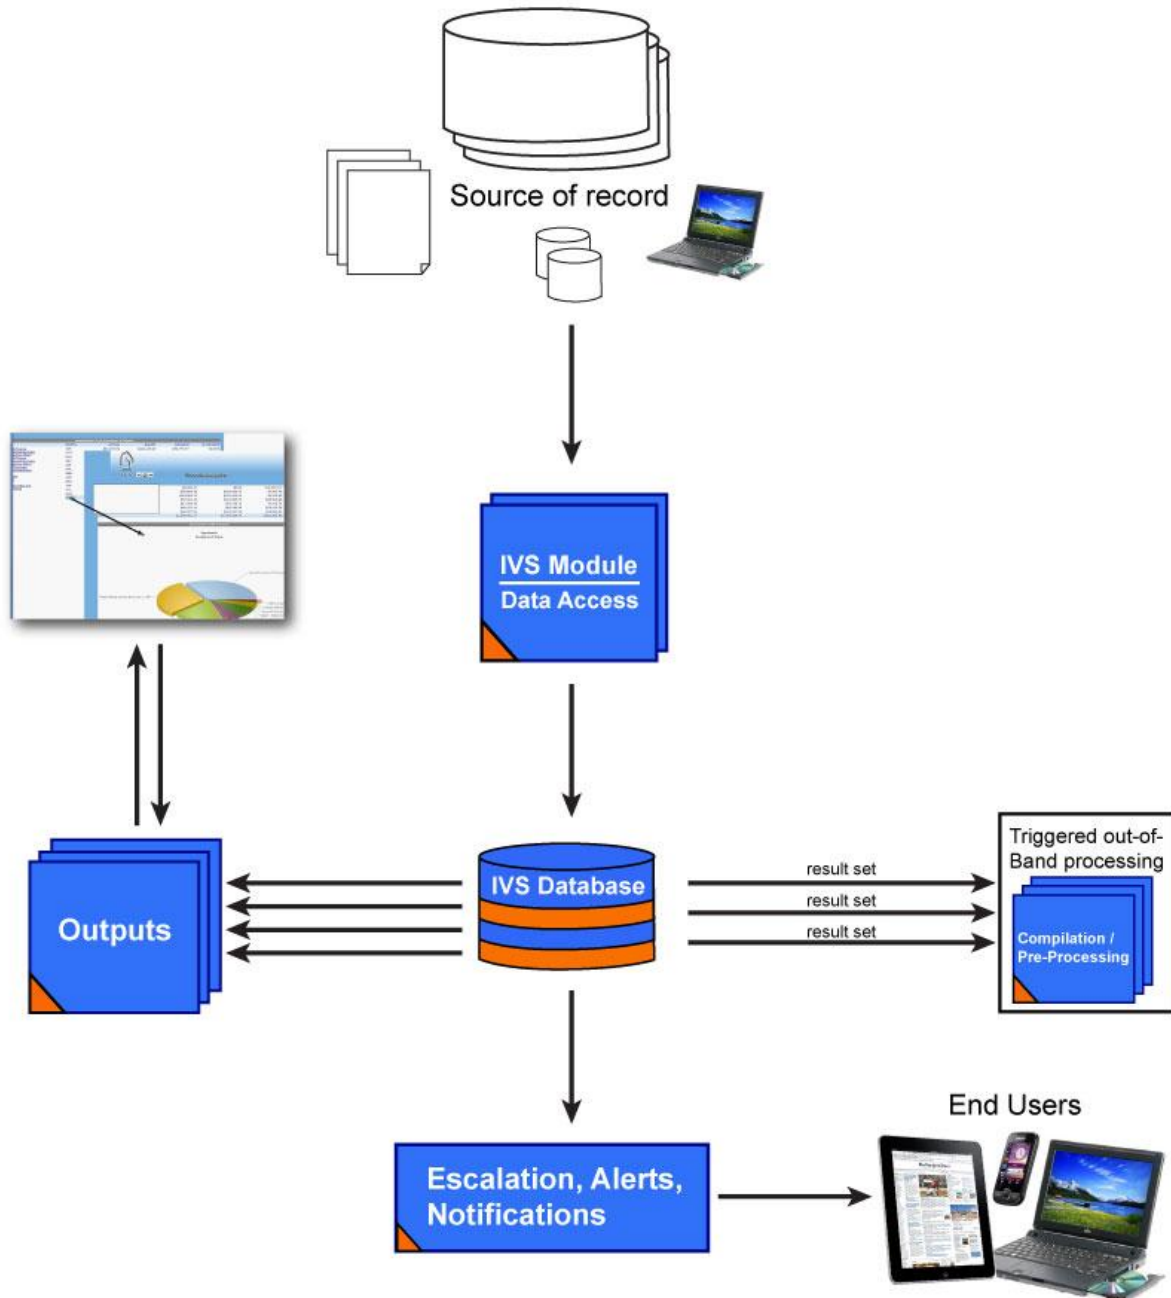 Source of record
IVS Module
Data Access
IVS Database
Outputs
result set
result set
result set
Triggered out-of-
Band processing
Compilation /
Pre-Processing
Escalation, Alerts,
Notifications
End Users